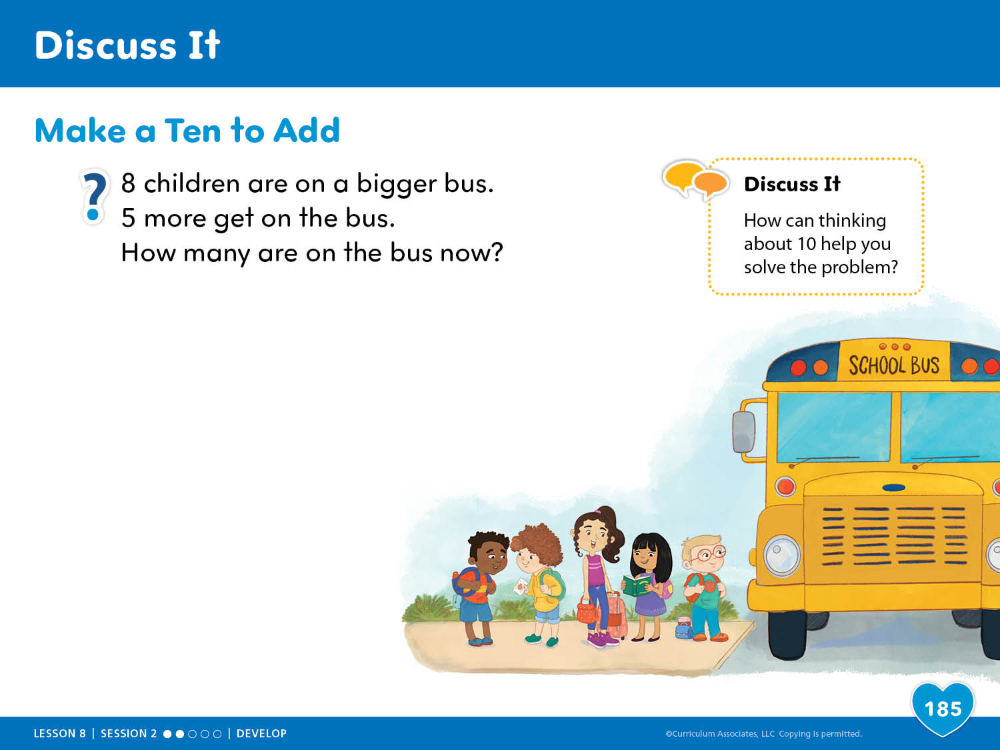 Discuss It
Make a Ten to Add
?
8 children are on a bigger bus.
5 more get on the bus.
How many are on the bus now?
Discuss It
How can thinking
about 10 help you
solve the problem?
SCHOOL BUS
185
LESSON 8 | SESSION 2 ●●○○○ | DEVELOP
©Curriculum Associates, LLC Copying is permitted.